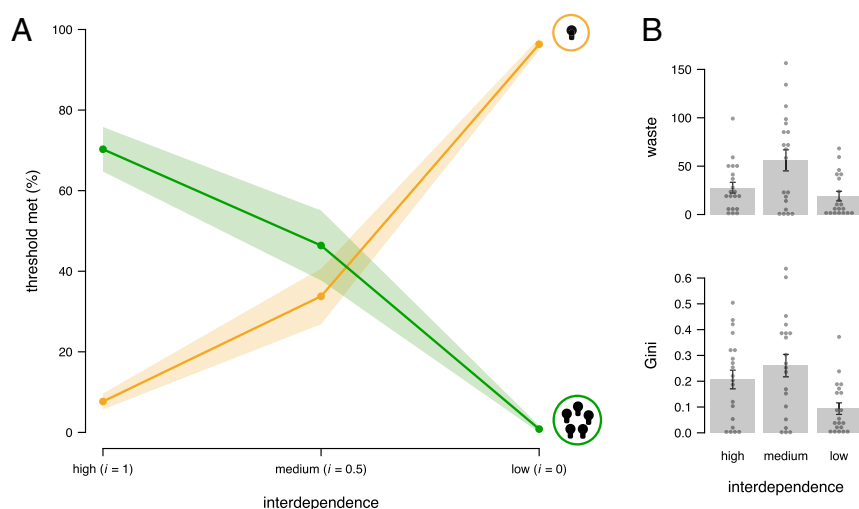 A
100
80
60
40
20
0
threshold met (%)
high (i = 1)
medium (i = 0.5)
low (i = 0)
interdependence
B
150
100
50
0
waste
0.6
0.5
0.4
0.3
0.2
0.1
0.0
Gini
high
medium
low
interdependence